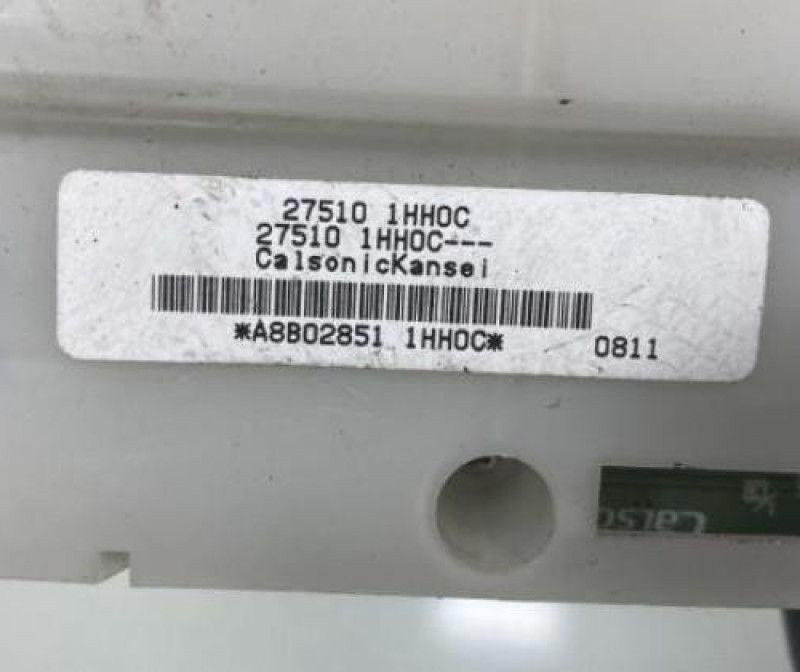 27510 1HH0C
27510 1HH0C---
CalsonicKansei
*A8B02851 1HH0C*
0811